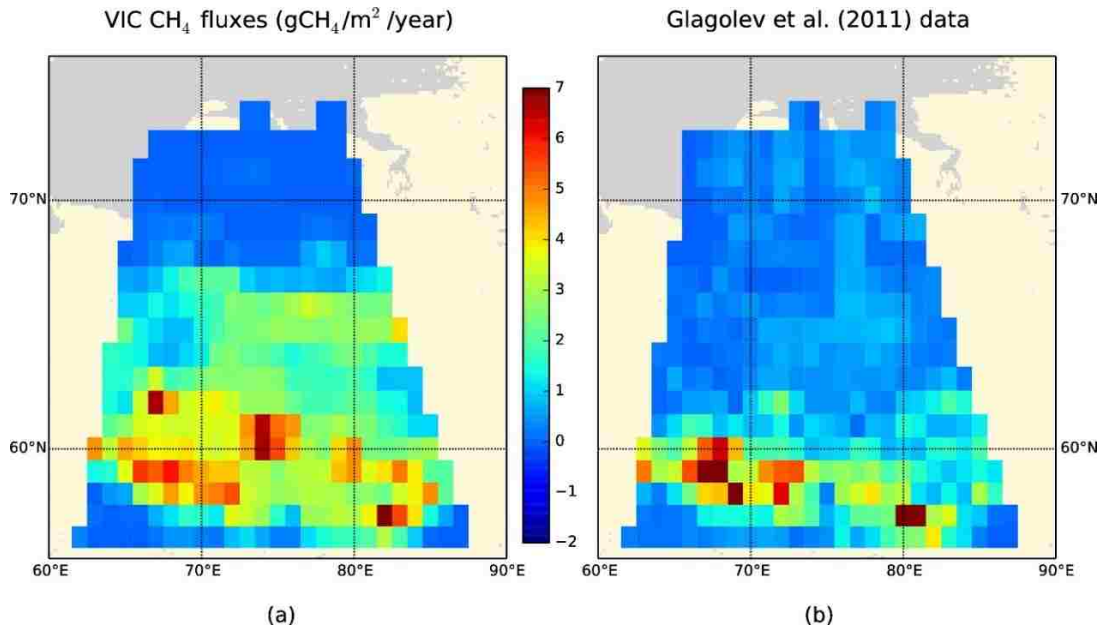 VIC CH₄ fluxes (gCH₄/m² /year)
Glagolev et al. (2011) data
7
6
5
4
3
2
1
0
−1
−2
70°N
60°N
60°E
70°E
80°E
90°E
70°N
60°N
60°E
70°E
80°E
90°E
(a)
(b)